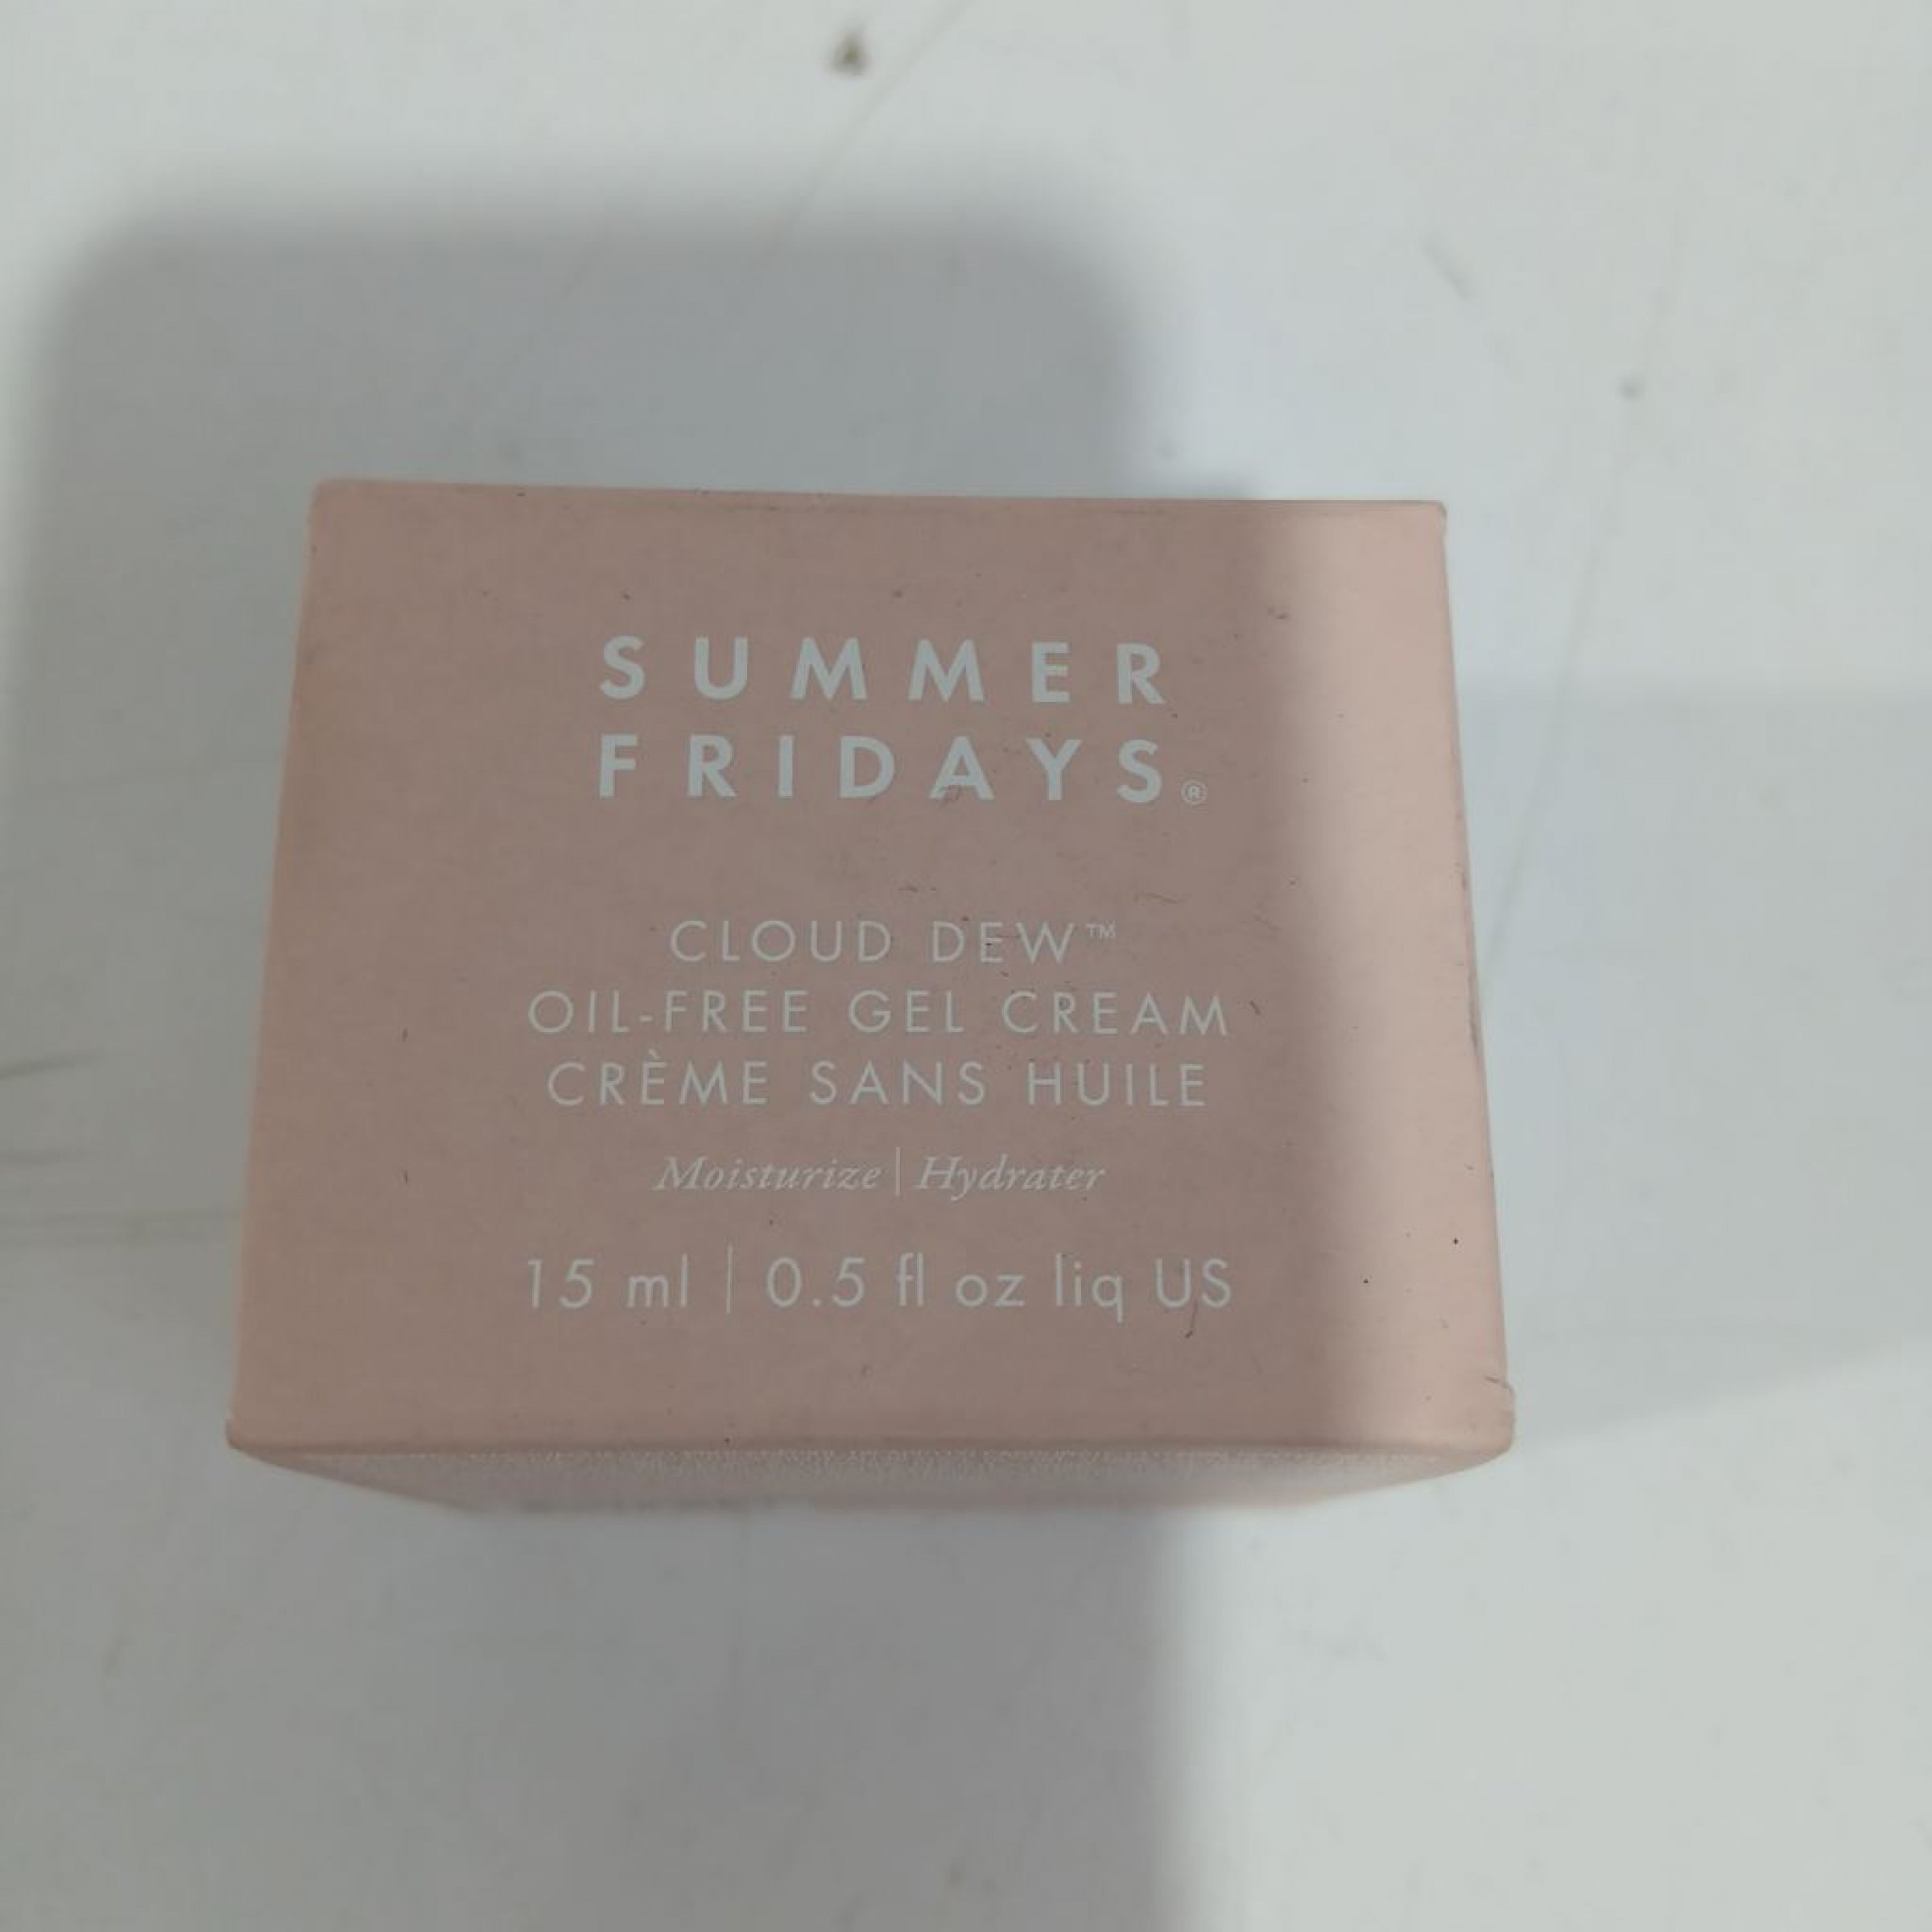 SUMMER
FRIDAYS®
CLOUD DEW™
OIL-FREE GEL CREAM
CRÈME SANS HUILE
Moisturize | Hydrater
15 ml | 0.5 fl oz liq US